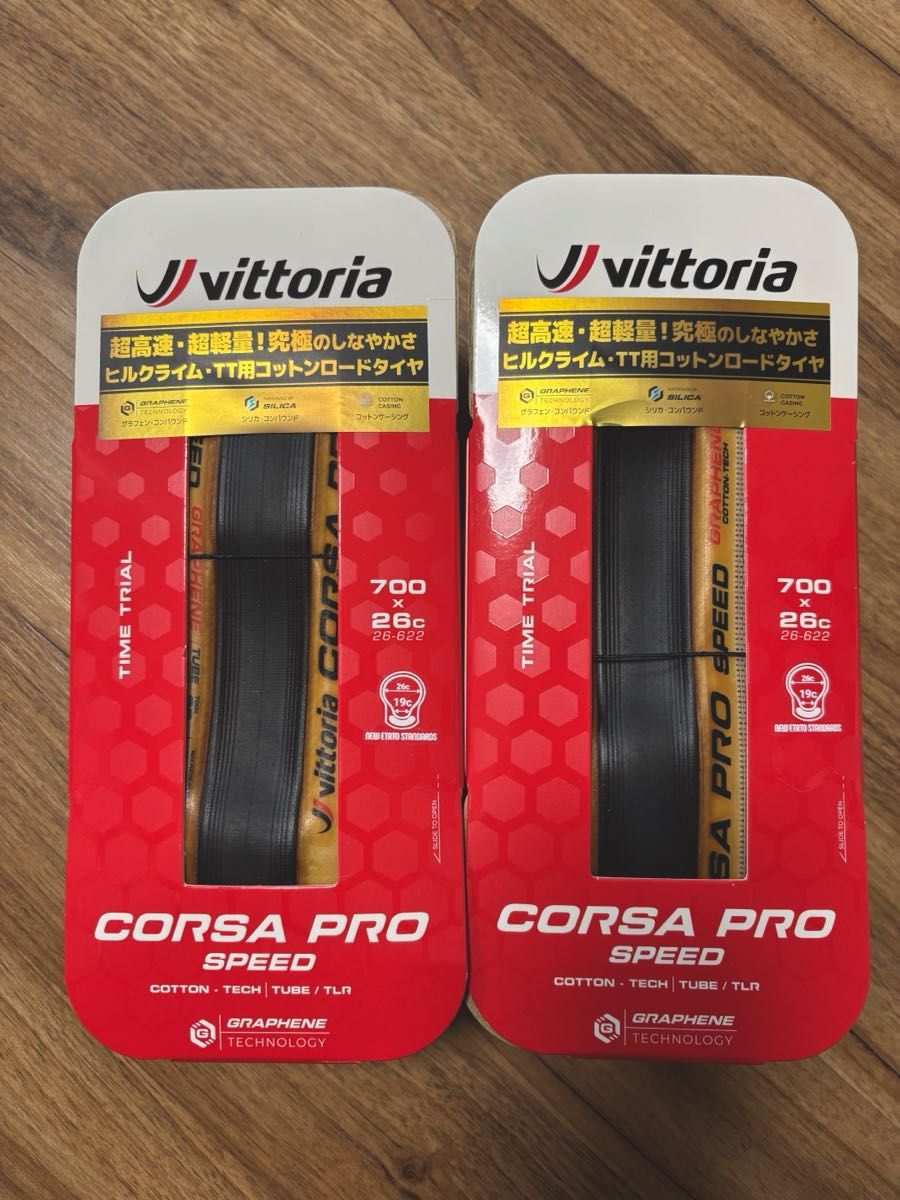 vittoria
超高速・超軽量！究極のしなやかさ
ヒルクライム・TT用コットンロードタイヤ
G
GRAPHENE
TECHNOLOGY
グラフェン・コンパウンド
IMPROVED BY
SILICA
シリカ・コンパウンド
COTTON
CASING
コットンケーシング
GRAPHENE
TUBE
vittoria CORSA
TIME TRIAL
700
x
26c
26-622
26c
19c
NEW ETRTO STANDARDS
SLIDE TO OPEN
CORSA PRO
SPEED
COTTON - TECH | TUBE / TLR
G
GRAPHENE
TECHNOLOGY
vittoria
超高速・超軽量！究極のしなやかさ
ヒルクライム・TT用コットンロードタイヤ
G
GRAPHENE
TECHNOLOGY
グラフェン・コンパウンド
IMPROVED BY
SILICA
シリカ・コンパウンド
COTTON
CASING
コットンケーシング
GRAPHENE
COTTON-TECH
SA PRO SPEED
TIME TRIAL
700
x
26c
26-622
26c
19c
NEW ETRTO STANDARDS
SLIDE TO OPEN
CORSA PRO
SPEED
COTTON - TECH | TUBE / TLR
G
GRAPHENE
TECHNOLOGY